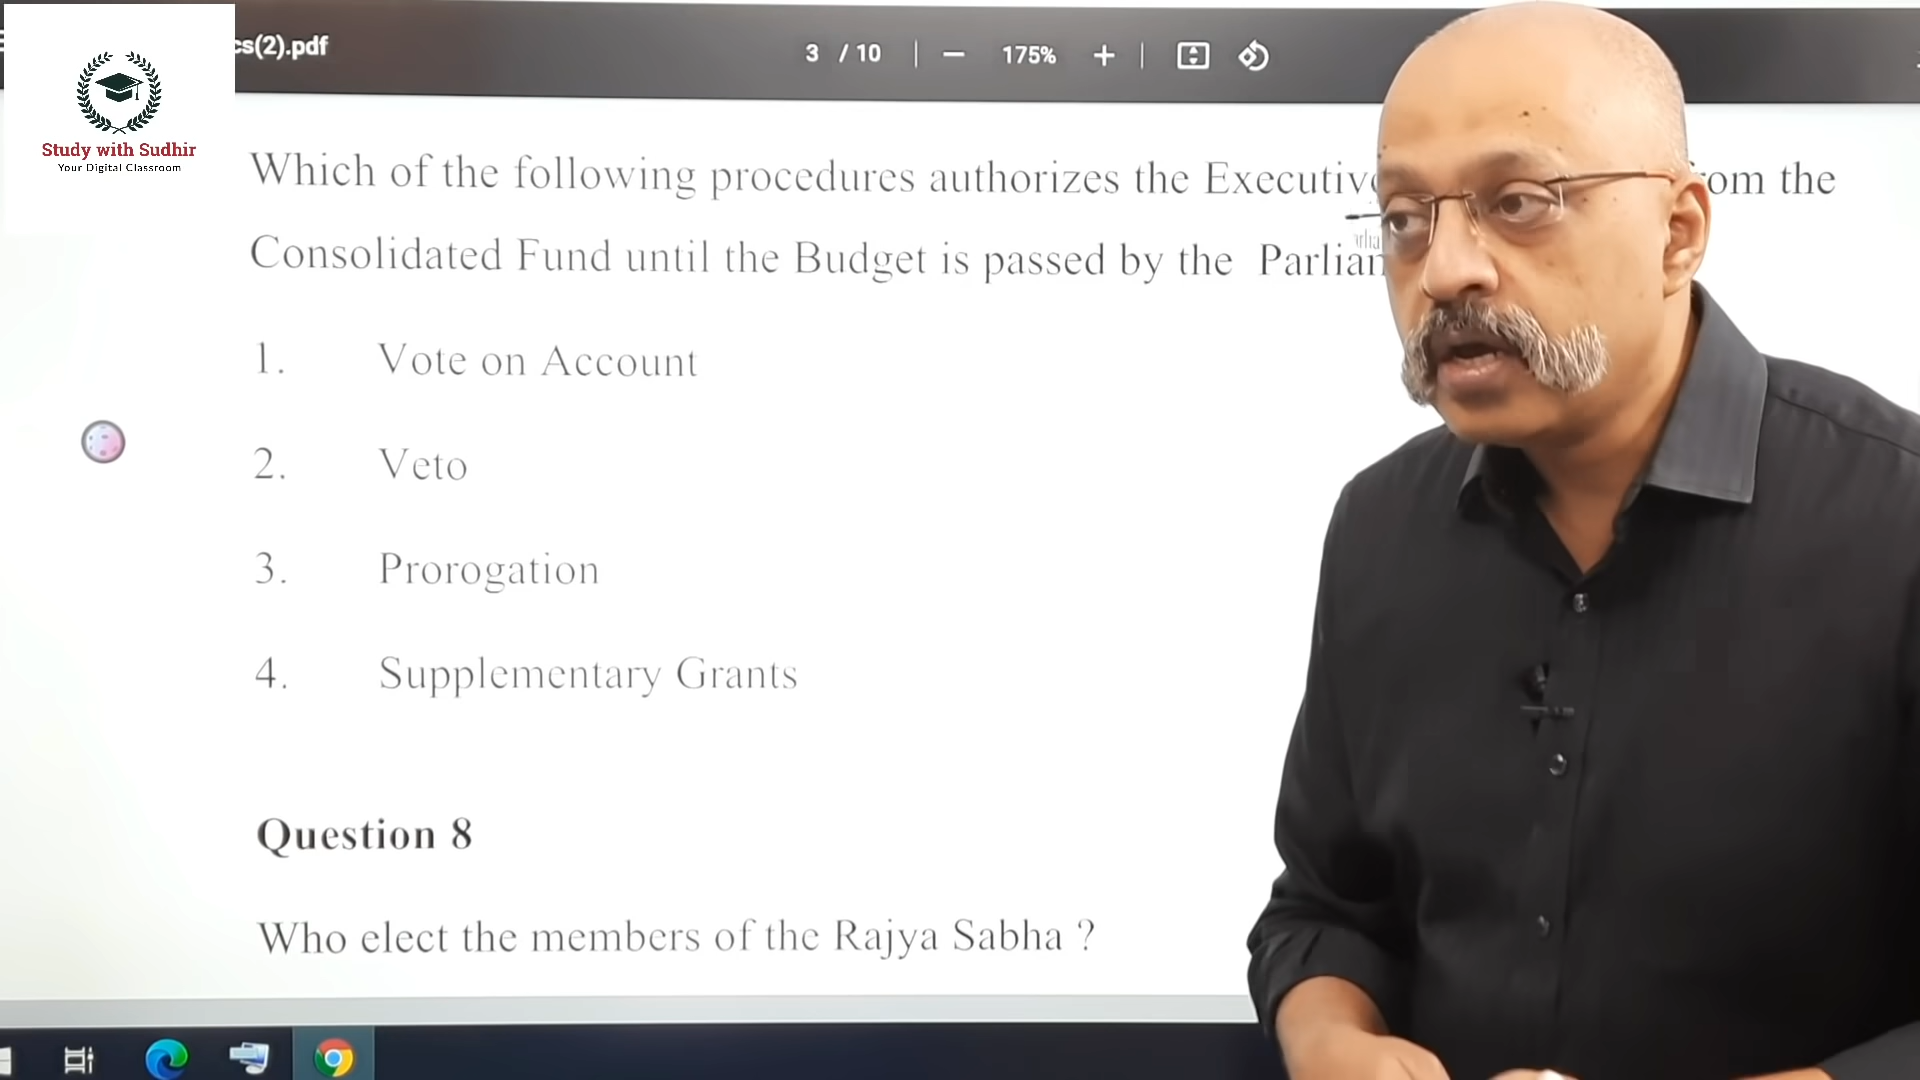 cs(2).pdf
3 / 10
175%
Study with Sudhir
Your Digital Classroom
Which of the following procedures authorizes the Executive om the
Consolidated Fund until the Budget is passed by the Parliam
1. Vote on Account
2. Veto
3. Prorogation
4. Supplementary Grants
Question 8
Who elect the members of the Rajya Sabha ?